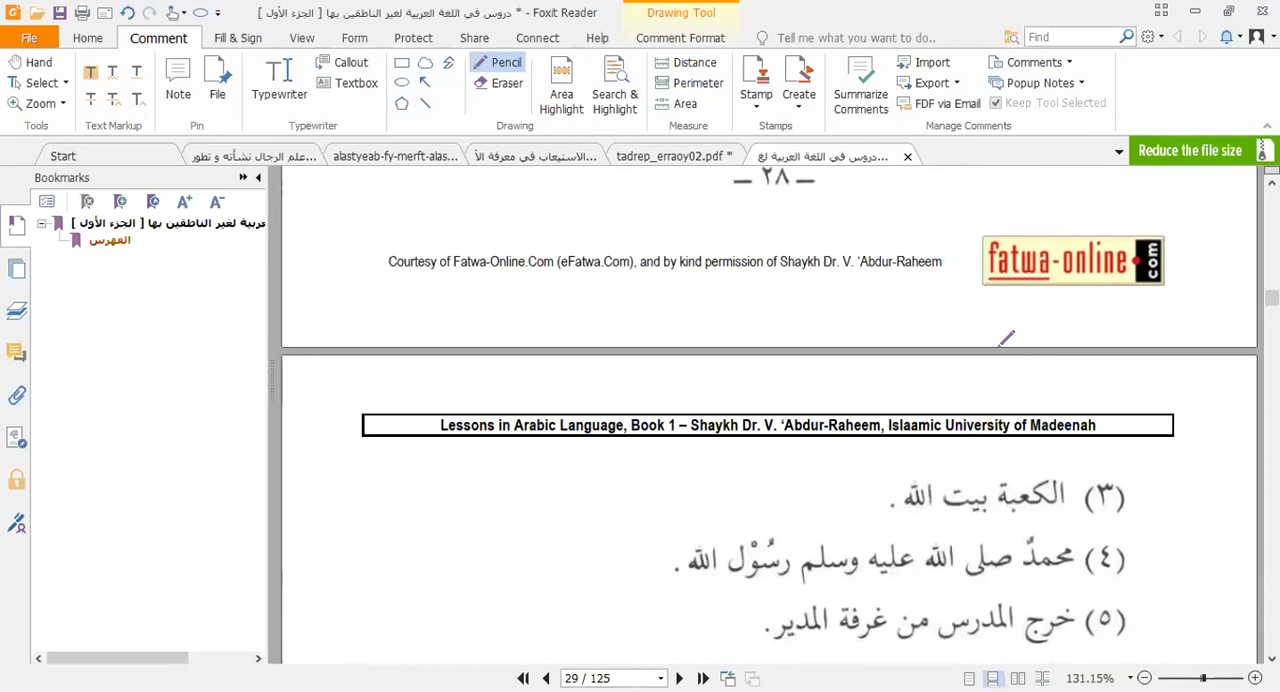 دروس في اللغة العربية لغير الناطقين بها [ الجزء الأول ] * - Foxit Reader
Drawing Tool
File Home Comment Fill & Sign View Form Protect Share Connect Help Comment Format Tell me what you want to do.. Find
Hand
Select
Zoom
Tools
Text Markup
Note
File
Pin
Typewriter
Callout
Textbox
Typewriter
Pencil
Eraser
Drawing
Area Highlight
Search & Highlight
Distance
Perimeter
Area
Measure
Stamp
Create
Stamps
Summarize Comments
Import
Export
FDF via Email
Comments
Popup Notes
Keep Tool Selected
Manage Comments
Start
علم الرجال نشأته و تطور...
alastyeab-fy-merft-alas...
الاستيعاب في معرفة الأ...
tadrep_erraoy02.pdf *
دروس في اللغة العربية لغ...
Reduce the file size
Bookmarks
عربية لغير الناطقين بها [ الجزء الأول ]
الفهرس
— ٢٨ —
Courtesy of Fatwa-Online.Com (eFatwa.Com), and by kind permission of Shaykh Dr. V. ‘Abdur-Raheem
fatwa-online.com
Lessons in Arabic Language, Book 1 – Shaykh Dr. V. ‘Abdur-Raheem, Islaamic University of Madeenah
(٣) الكعبة بيت الله .
(٤) محمدٌ صلى الله عليه وسلم رسُوْل الله .
(٥) خرج المدرس من غرفة المدير .
29 / 125
131.15%